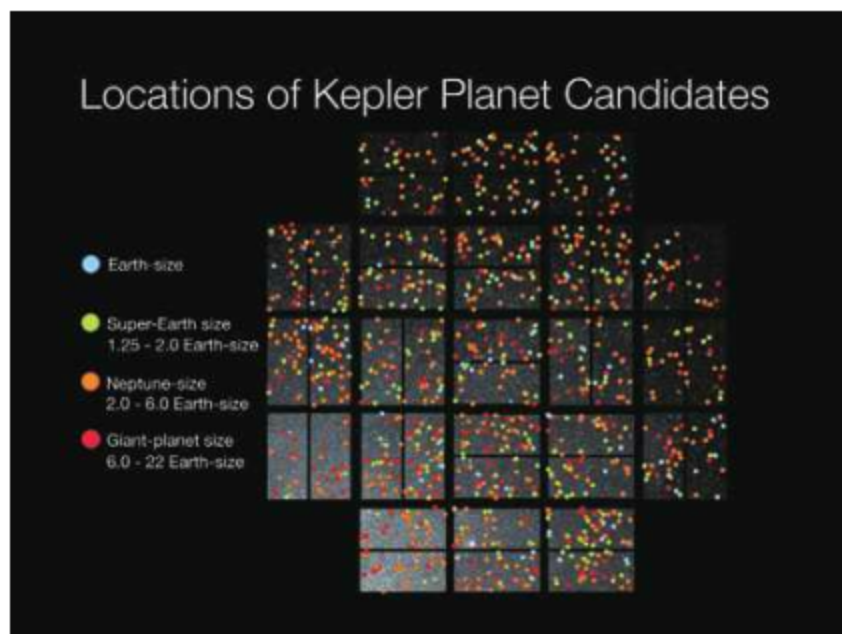 Locations of Kepler Planet Candidates
Earth-size
Super-Earth size
1.25 - 2.0 Earth-size
Neptune-size
2.0 - 6.0 Earth-size
Giant-planet size
6.0 - 22 Earth-size